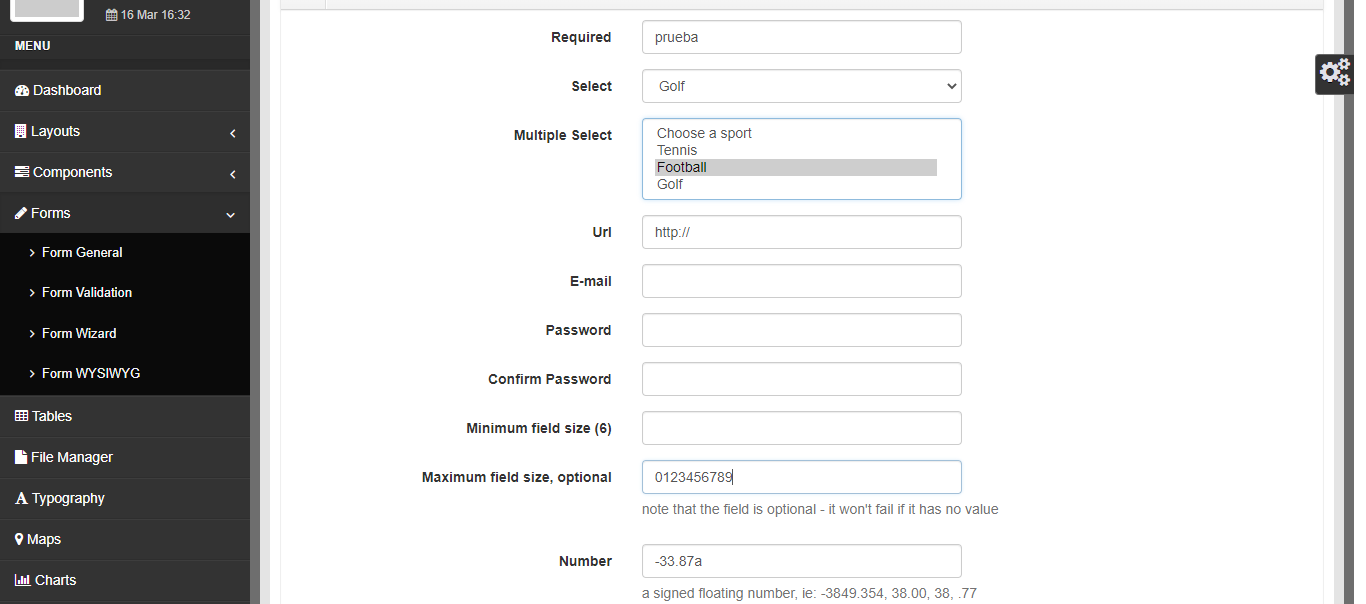 16 Mar 16:32
MENU
Dashboard
Layouts
Components
Forms
Form General
Form Validation
Form Wizard
Form WYSIWYG
Tables
File Manager
Typography
Maps
Charts
Required prueba
Select Golf
Multiple Select Choose a sport
Tennis
Football
Golf
Url http://
E-mail
Password
Confirm Password
Minimum field size (6)
Maximum field size, optional 0123456789
note that the field is optional - it won't fail if it has no value
Number -33.87a
a signed floating number, ie: -3849.354, 38.00, 38, .77